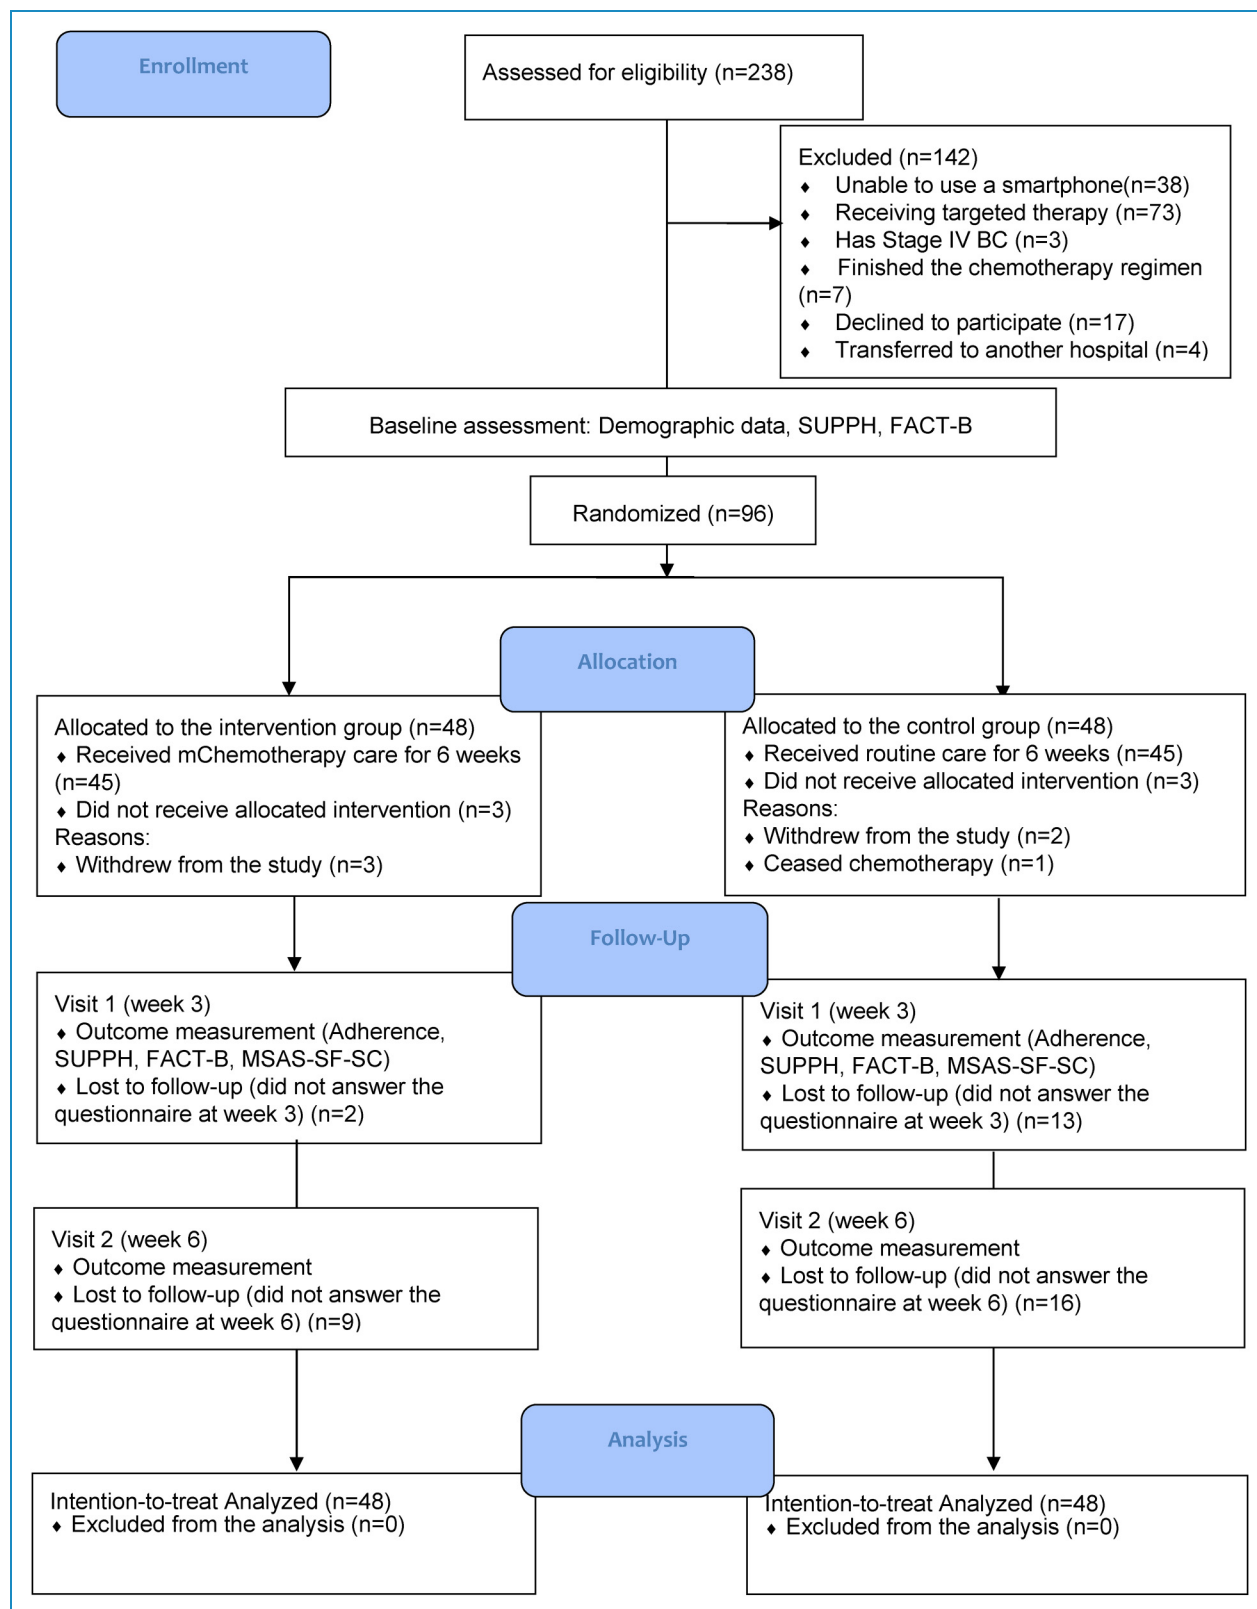 Enrollment
Assessed for eligibility (n=238)
Excluded (n=142)
♦ Unable to use a smartphone(n=38)
♦ Receiving targeted therapy (n=73)
♦ Has Stage IV BC (n=3)
♦ Finished the chemotherapy regimen
(n=7)
♦ Declined to participate (n=17)
♦ Transferred to another hospital (n=4)
Baseline assessment: Demographic data, SUPPH, FACT-B
Randomized (n=96)
Allocation
Allocated to the intervention group (n=48)
♦ Received mChemotherapy care for 6 weeks
(n=45)
♦ Did not receive allocated intervention (n=3)
Reasons:
♦ Withdrew from the study (n=3)
Allocated to the control group (n=48)
♦ Received routine care for 6 weeks (n=45)
♦ Did not receive allocated intervention (n=3)
Reasons:
♦ Withdrew from the study (n=2)
♦ Ceased chemotherapy (n=1)
Follow-Up
Visit 1 (week 3)
♦ Outcome measurement (Adherence,
SUPPH, FACT-B, MSAS-SF-SC)
♦ Lost to follow-up (did not answer the
questionnaire at week 3) (n=2)
Visit 1 (week 3)
♦ Outcome measurement (Adherence,
SUPPH, FACT-B, MSAS-SF-SC)
♦ Lost to follow-up (did not answer the
questionnaire at week 3) (n=13)
Visit 2 (week 6)
♦ Outcome measurement
♦ Lost to follow-up (did not answer the
questionnaire at week 6) (n=9)
Visit 2 (week 6)
♦ Outcome measurement
♦ Lost to follow-up (did not answer the
questionnaire at week 6) (n=16)
Analysis
Intention-to-treat Analyzed (n=48)
♦ Excluded from the analysis (n=0)
Intention-to-treat Analyzed (n=48)
♦ Excluded from the analysis (n=0)